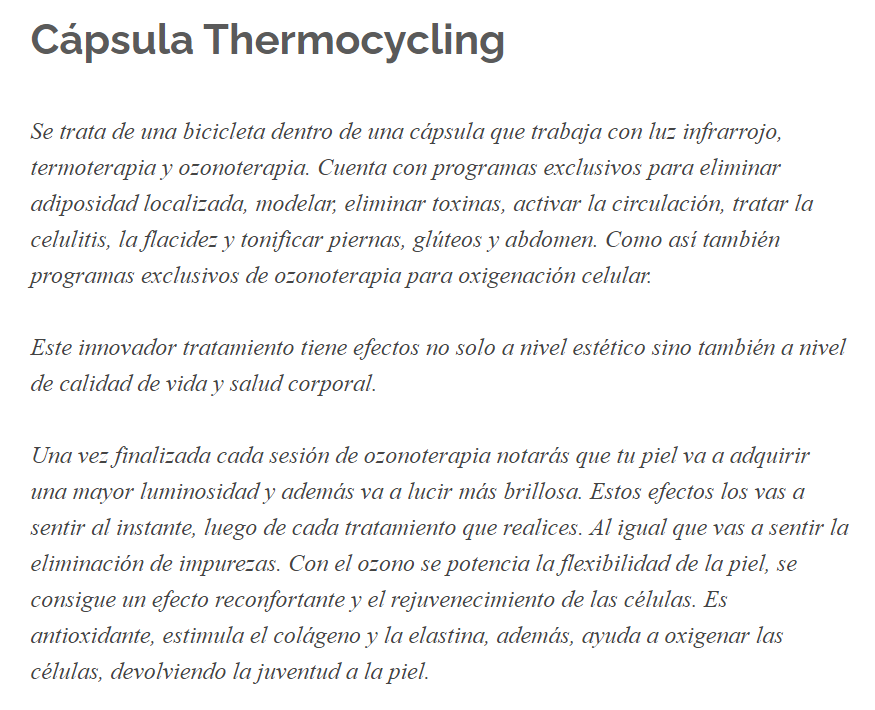 Cápsula Thermocycling
Se trata de una bicicleta dentro de una cápsula que trabaja con luz infrarrojo,
termoterapia y ozonoterapia. Cuenta con programas exclusivos para eliminar
adiposidad localizada, modelar, eliminar toxinas, activar la circulación, tratar la
celulitis, la flacidez y tonificar piernas, glúteos y abdomen. Como así también
programas exclusivos de ozonoterapia para oxigenación celular.
Este innovador tratamiento tiene efectos no solo a nivel estético sino también a nivel
de calidad de vida y salud corporal.
Una vez finalizada cada sesión de ozonoterapia notarás que tu piel va a adquirir
una mayor luminosidad y además va a lucir más brillosa. Estos efectos los vas a
sentir al instante, luego de cada tratamiento que realices. Al igual que vas a sentir la
eliminación de impurezas. Con el ozono se potencia la flexibilidad de la piel, se
consigue un efecto reconfortante y el rejuvenecimiento de las células. Es
antioxidante, estimula el colágeno y la elastina, además, ayuda a oxigenar las
células, devolviendo la juventud a la piel.